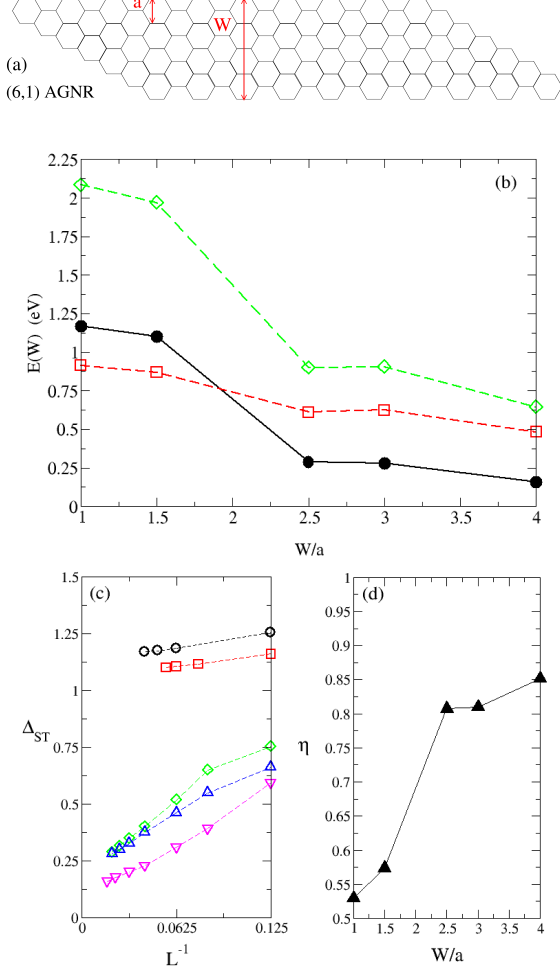 a
W
(a)
(6,1) AGNR
(b)
2.25
2
1.75
1.5
1.25
1
0.75
0.5
0.25
0
E(W) (eV)
1 1.5 2 2.5 3 3.5 4
W/a
(c)
1.5
1.25
1
0.75
0.5
0.25
0
Δ_ST
0 0.0625 0.125
L⁻¹
(d)
1
0.95
0.9
0.85
0.8
0.75
0.7
0.65
0.6
0.55
0.5
η
1 1.5 2 2.5 3 3.5 4
W/a